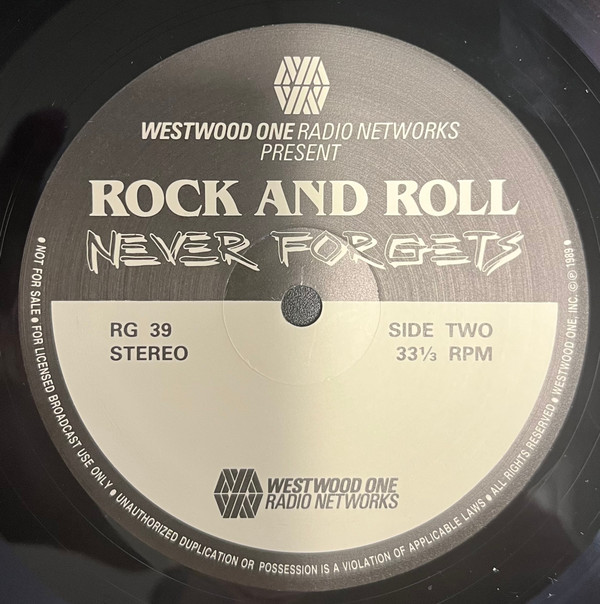 WESTWOOD ONE RADIO NETWORKS
PRESENT
ROCK AND ROLL
NEVER FORGETS
RG 39
SIDE TWO
STEREO
33⅓ RPM
WESTWOOD ONE
RADIO NETWORKS
• NOT FOR SALE • FOR LICENSED BROADCAST USE ONLY • UNAUTHORIZED DUPLICATION OR POSSESSION IS A VIOLATION OF APPLICABLE LAWS • ALL RIGHTS RESERVED • WESTWOOD ONE, INC. © ℗ 1989 •